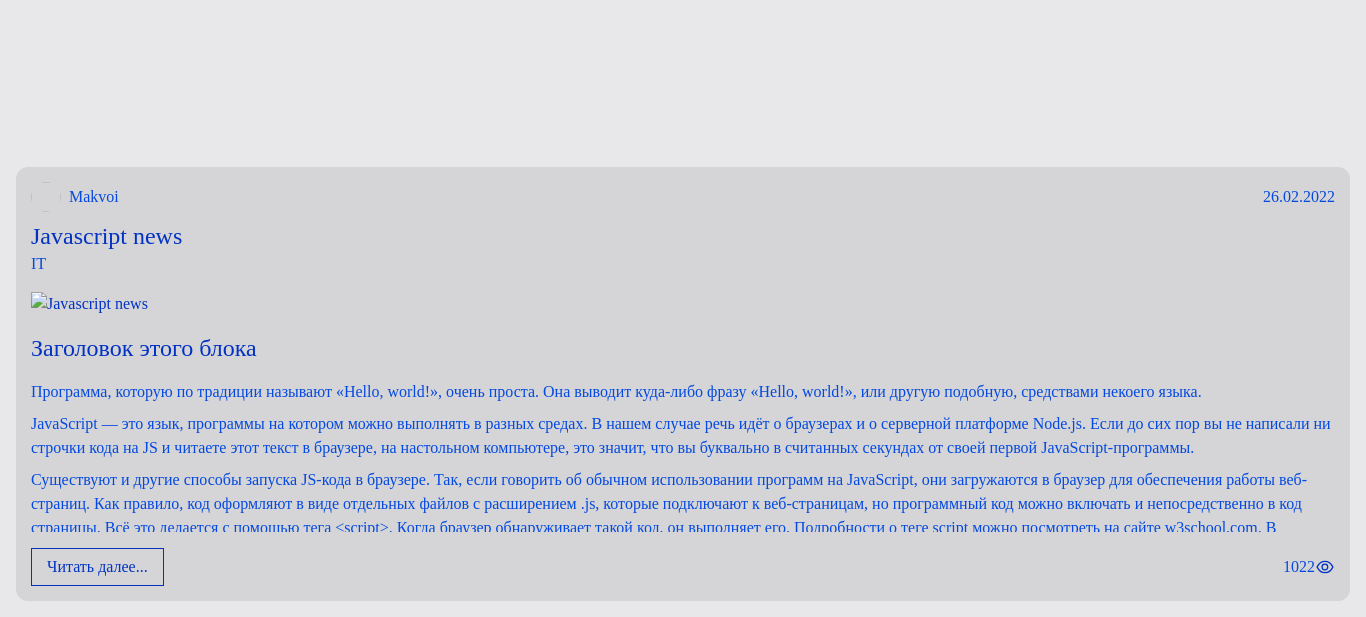 Makvoi
26.02.2022
Javascript news
IT
Javascript news
Заголовок этого блока
Программа, которую по традиции называют «Hello, world!», очень проста. Она выводит куда-либо фразу «Hello, world!», или другую подобную, средствами некоего языка.
JavaScript — это язык, программы на котором можно выполнять в разных средах. В нашем случае речь идёт о браузерах и о серверной платформе Node.js. Если до сих пор вы не написали ни
строчки кода на JS и читаете этот текст в браузере, на настольном компьютере, это значит, что вы буквально в считанных секундах от своей первой JavaScript-программы.
Существуют и другие способы запуска JS-кода в браузере. Так, если говорить об обычном использовании программ на JavaScript, они загружаются в браузер для обеспечения работы веб-
страниц. Как правило, код оформляют в виде отдельных файлов с расширением .js, которые подключают к веб-страницам, но программный код можно включать и непосредственно в код
страницы. Всё это делается с помощью тега <script>. Когда браузер обнаруживает такой код, он выполняет его. Подробности о теге script можно посмотреть на сайте w3school.com. В
Читать далее...
1022